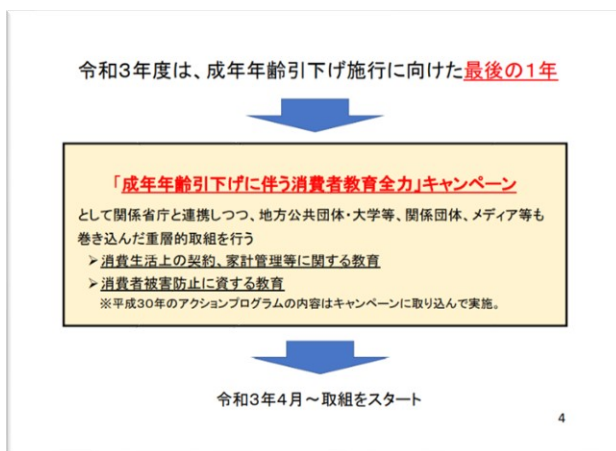 令和３年度は、成年年齢引下げ施行に向けた最後の１年
「成年年齢引下げに伴う消費者教育全力」キャンペーン
として関係省庁と連携しつつ、地方公共団体・大学等、関係団体、メディア等も
巻き込んだ重層的取組を行う
➢消費生活上の契約、家計管理等に関する教育
➢消費者被害防止に資する教育
※平成３０年のアクションプログラムの内容はキャンペーンに取り込んで実施。
令和３年４月～取組をスタート
4